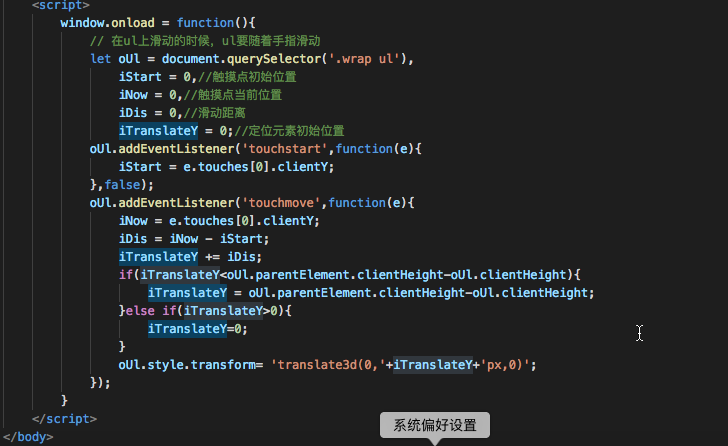 <script>
window.onload = function(){
// 在ul上滑动的时候，ul要随着手指滑动
let oUl = document.querySelector('.wrap ul'),
iStart = 0,//触摸点初始位置
iNow = 0,//触摸点当前位置
iDis = 0,//滑动距离
iTranslateY = 0;//定位元素初始位置
oUl.addEventListener('touchstart',function(e){
iStart = e.touches[0].clientY;
},false);
oUl.addEventListener('touchmove',function(e){
iNow = e.touches[0].clientY;
iDis = iNow - iStart;
iTranslateY += iDis;
if(iTranslateY<oUl.parentElement.clientHeight-oUl.clientHeight){
iTranslateY = oUl.parentElement.clientHeight-oUl.clientHeight;
}else if(iTranslateY>0){
iTranslateY=0;
}
oUl.style.transform= 'translate3d(0,'+iTranslateY+'px,0)';
});
}
</script>
</body>
系统偏好设置